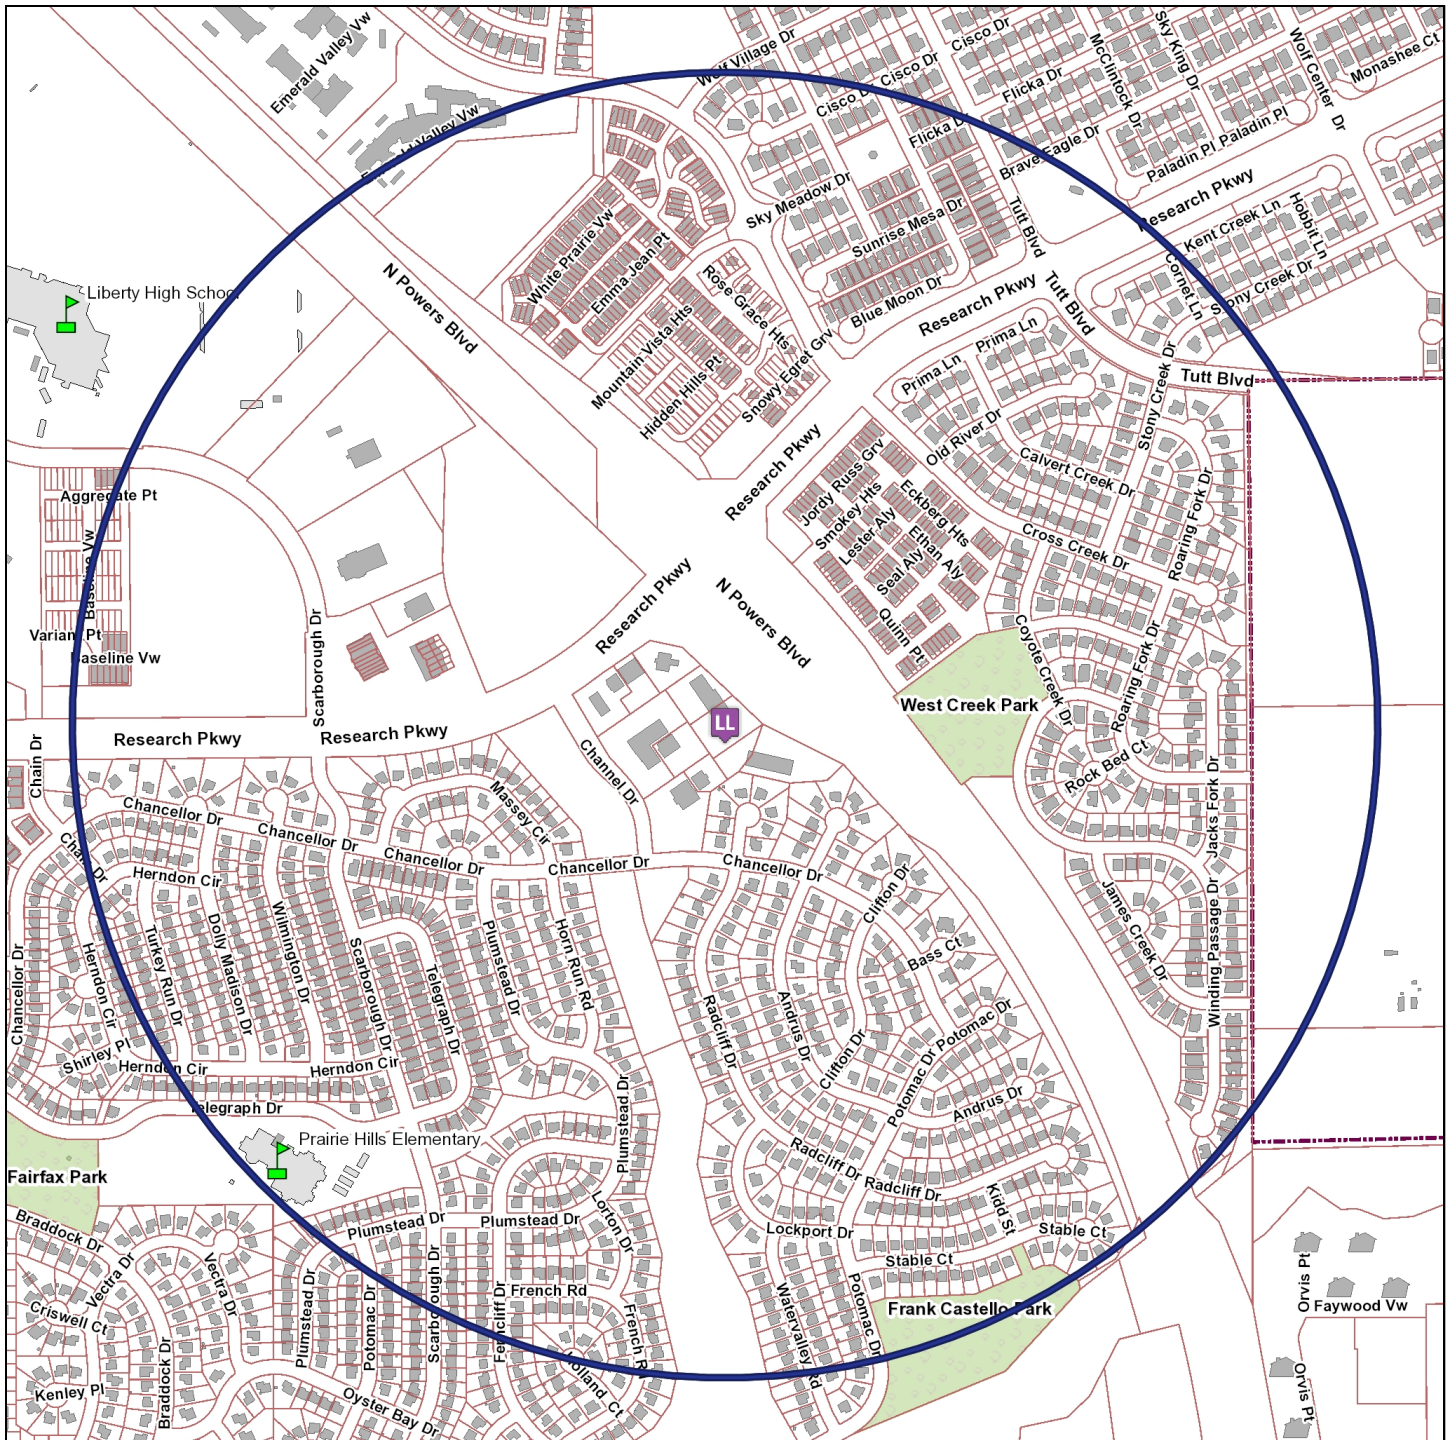 Emerald Valley Vw
Wolf Village Dr
Cisco Dr
Sky King Dr
Wolf Center Dr
Monashee Ct
McClintock Dr
Cisco Dr
Cisco Dr
Flicka Dr
Flicka Dr
Brave Eagle Dr
Paladin Pl
Paladin Pl
Valley Vw
Research Pkwy
Sky Meadow Dr
Sunrise Mesa Dr
Tutt Blvd
Kent Creek Ln
Hobbit Ln
White Prairie Vw
Emma Jean Pt
N Powers Blvd
Rose Grace Hts
Blue Moon Dr
Research Pkwy
Tutt Blvd
Cornet Ln
Stony Creek Dr
Liberty High School
Mountain Vista Hts
Hidden Hills Pt
Snowy Egret Grv
Prima Ln
Prima Ln
Stony Creek Dr
Tutt Blvd
Old River Dr
Calvert Creek Dr
Research Pkwy
Jordy Russ Grv
Smokey Hts
Lester Aly
Eckberg Hts
Ethan Aly
Seal Aly
Quinn Pt
Cross Creek Dr
Roaring Fork Dr
Aggregate Pt
Baseline Vw
Variant Pt
Baseline Vw
Scarborough Dr
Research Pkwy
N Powers Blvd
Coyote Creek Dr
Roaring Fork Dr
West Creek Park
LL
Research Pkwy
Research Pkwy
Chain Dr
Channel Dr
Rock Bed Ct
Jacks Fork Dr
Massey Cir
Chancellor Dr
Chancellor Dr
Chancellor Dr
Chancellor Dr
Chancellor Dr
Chain Dr
Herndon Cir
Clifton Dr
James Creek Dr
Winding Passage Dr
Chancellor Dr
Herndon Cir
Turkey Run Dr
Dolly Madison Dr
Wilmington Dr
Scarborough Dr
Telegraph Dr
Plumstead Dr
Horn Run Rd
Bass Ct
Radcliff Dr
Andrus Dr
Clifton Dr
Potomac Dr
Potomac Dr
Shirley Pl
Herndon Cir
Herndon Cir
Telegraph Dr
Plumstead Dr
Andrus Dr
Prairie Hills Elementary
Fairfax Park
Radcliff Dr
Radcliff Dr
Kidd St
Braddock Dr
Plumstead Dr
Plumstead Dr
Lorton Dr
Lockport Dr
Stable Ct
Stable Ct
Vectra Dr
Vectra Dr
Criswell Ct
Plumstead Dr
Potomac Dr
Scarborough Dr
Ferncliff Dr
French Rd
French Rd
Watervalley Rd
Potomac Dr
Frank Castello Park
Orvis Pt
Faywood Vw
Kenley Pl
Braddock Dr
Oyster Bay Dr
Holland Ct
Orvis Pt